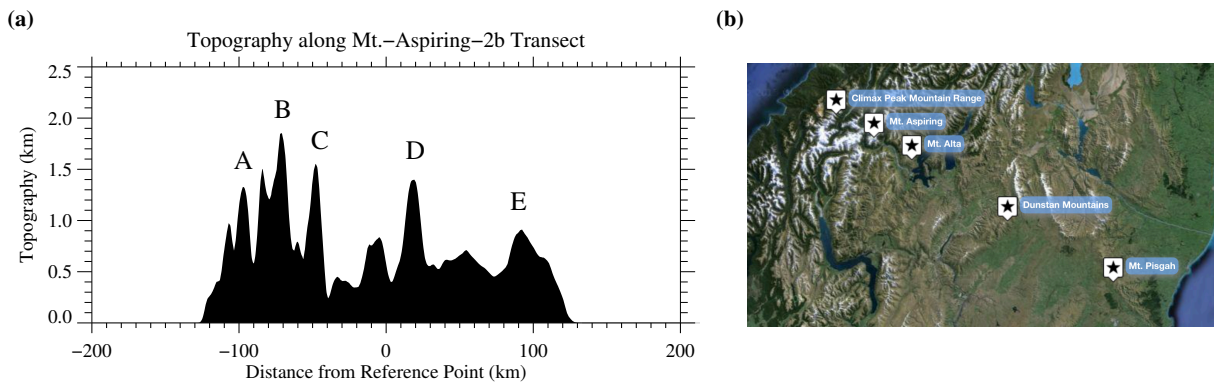 (a)
Topography along Mt.−Aspiring−2b Transect
2.5
2.0
1.5
1.0
0.5
0.0
Topography (km)
A
B
C
D
E
−200
−100
0
100
200
Distance from Reference Point (km)
(b)
Climax Peak Mountain Range
Mt. Aspiring
Mt. Alta
Dunstan Mountains
Mt. Pisgah